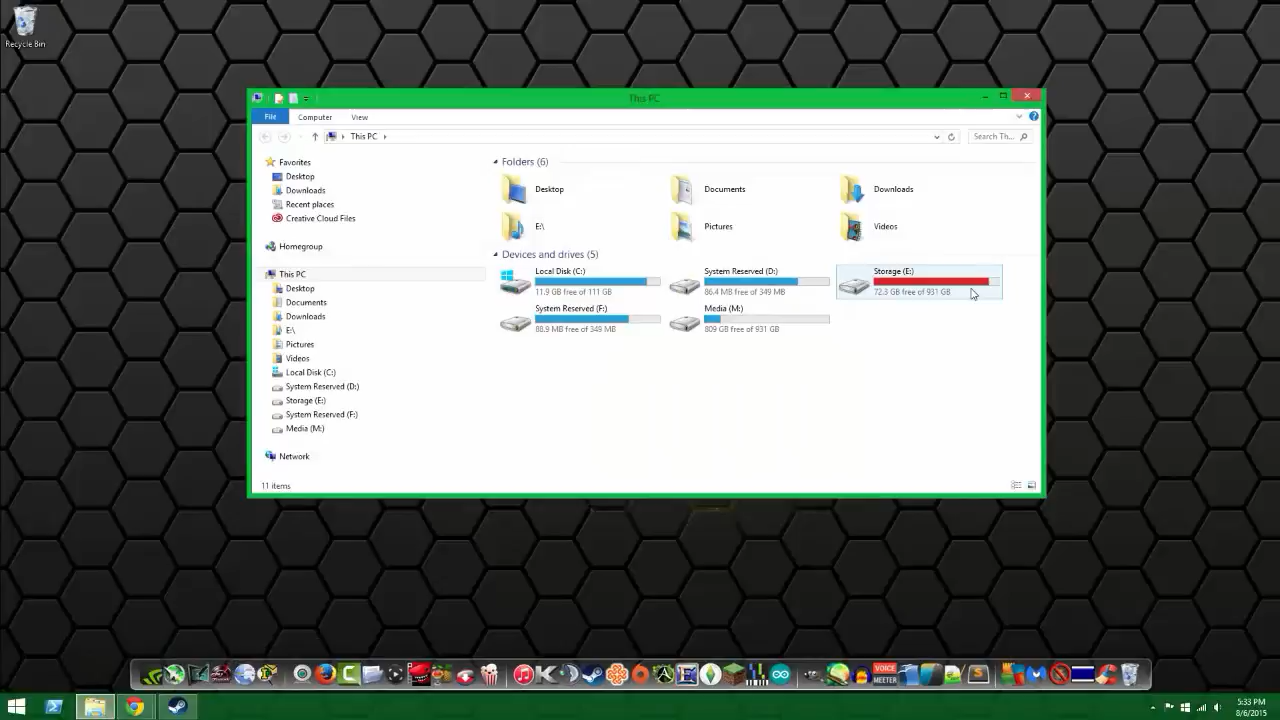 Recycle Bin
This PC
File Computer View
This PC
Search Th...
Favorites
Desktop
Downloads
Recent places
Creative Cloud Files
Homegroup
This PC
Desktop
Documents
Downloads
E:\
Pictures
Videos
Local Disk (C:)
System Reserved (D:)
Storage (E:)
System Reserved (F:)
Media (M:)
Network
Folders (6)
Desktop
Documents
Downloads
E:\
Pictures
Videos
Devices and drives (5)
Local Disk (C:)
11.9 GB free of 111 GB
System Reserved (D:)
86.4 MB free of 349 MB
Storage (E:)
72.3 GB free of 931 GB
System Reserved (F:)
88.9 MB free of 349 MB
Media (M:)
809 GB free of 931 GB
11 items
VOICE
MEETER
5:33 PM
8/6/2015